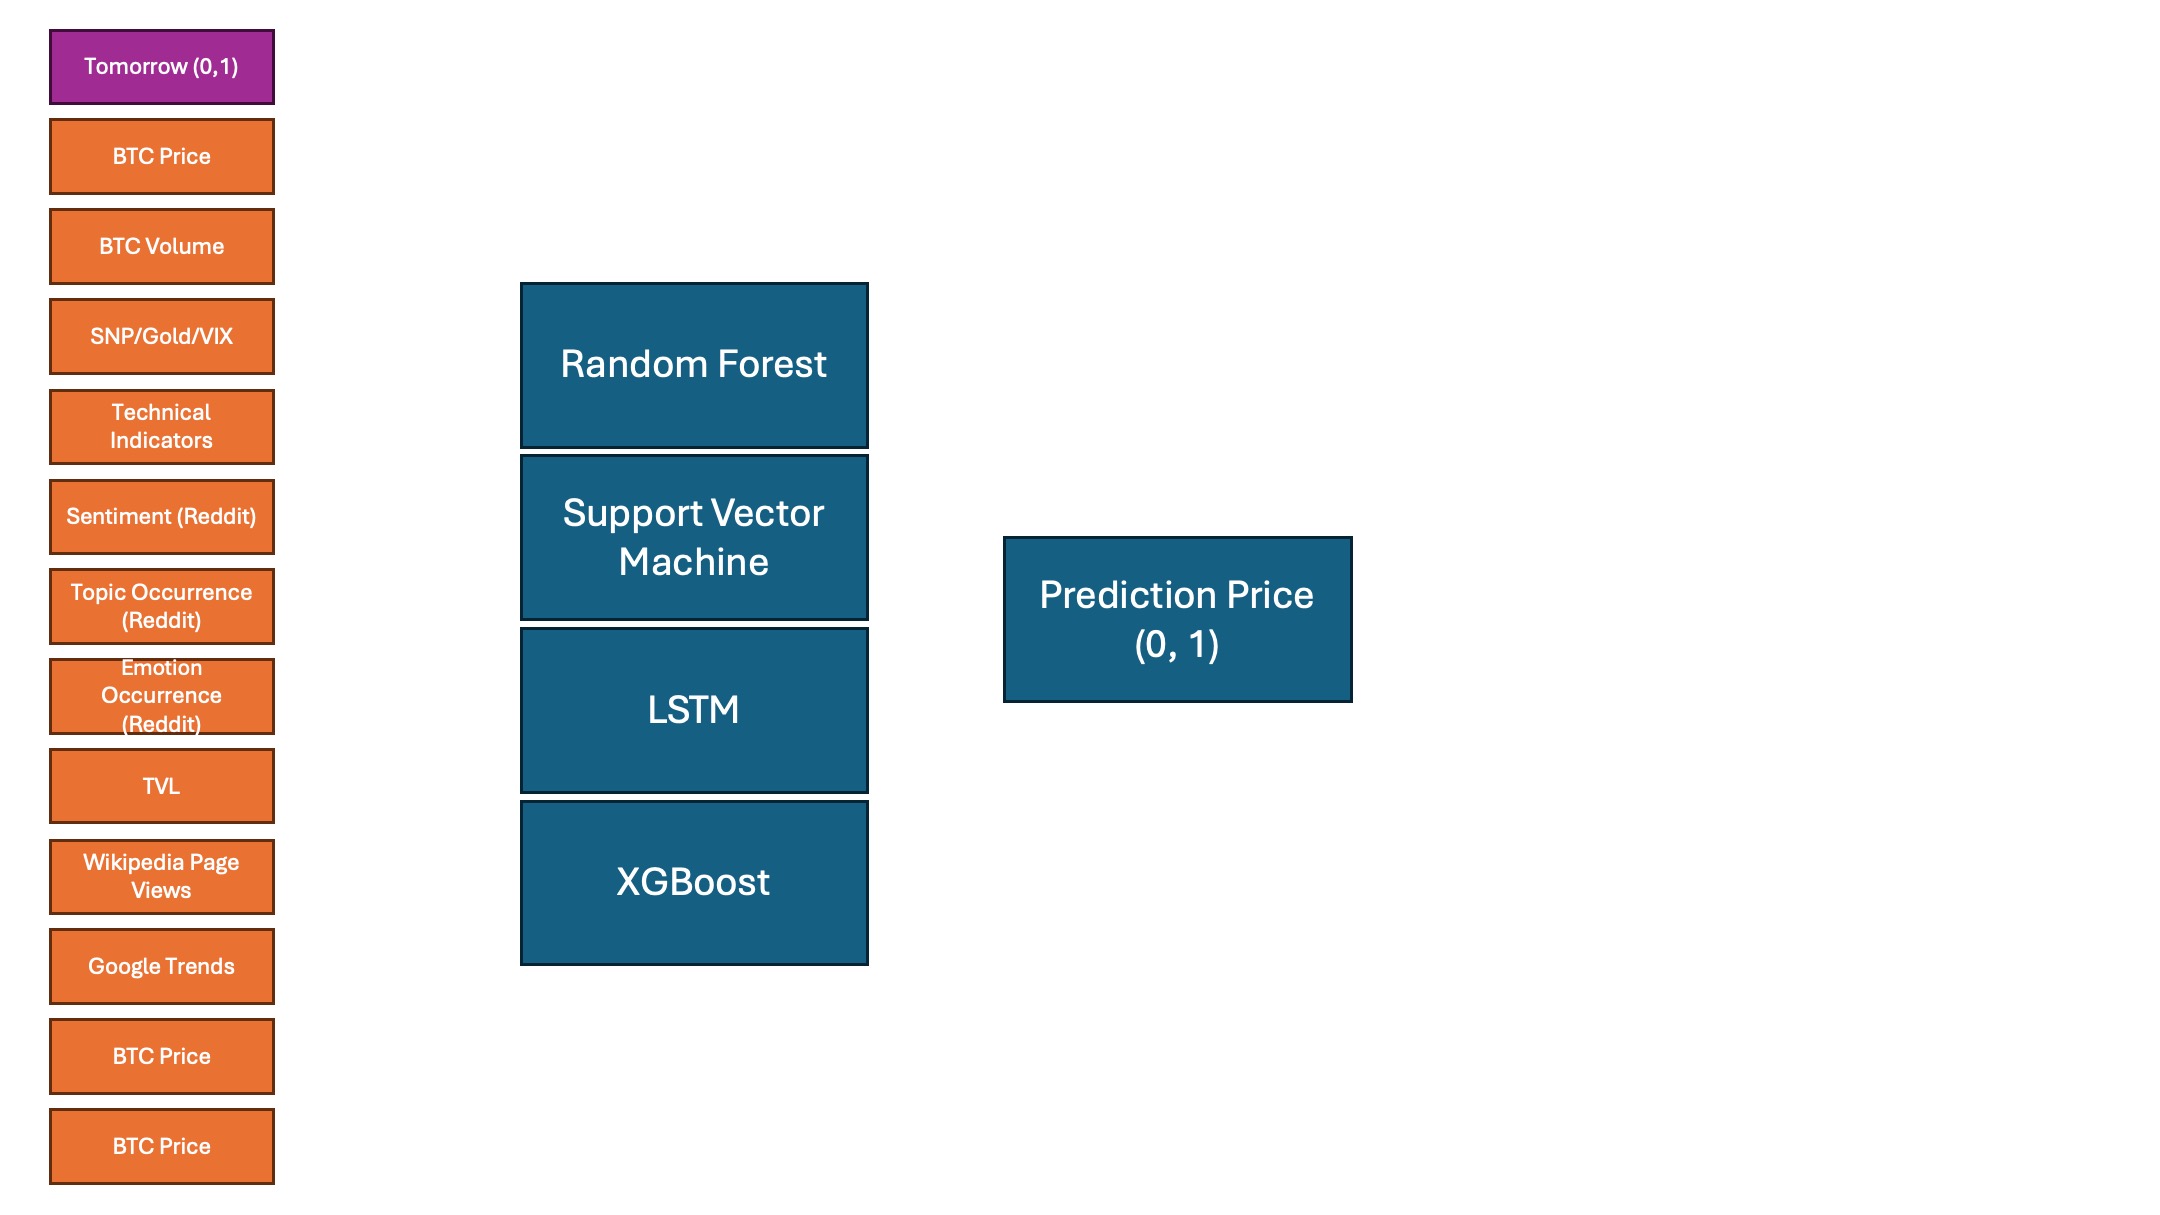 Tomorrow (0,1)
BTC Price
BTC Volume
SNP/Gold/VIX
Technical
Indicators
Sentiment (Reddit)
Topic Occurrence
(Reddit)
Emotion
Occurrence
(Reddit)
TVL
Wikipedia Page
Views
Google Trends
BTC Price
BTC Price
Random Forest
Support Vector
Machine
LSTM
XGBoost
Prediction Price
(0, 1)